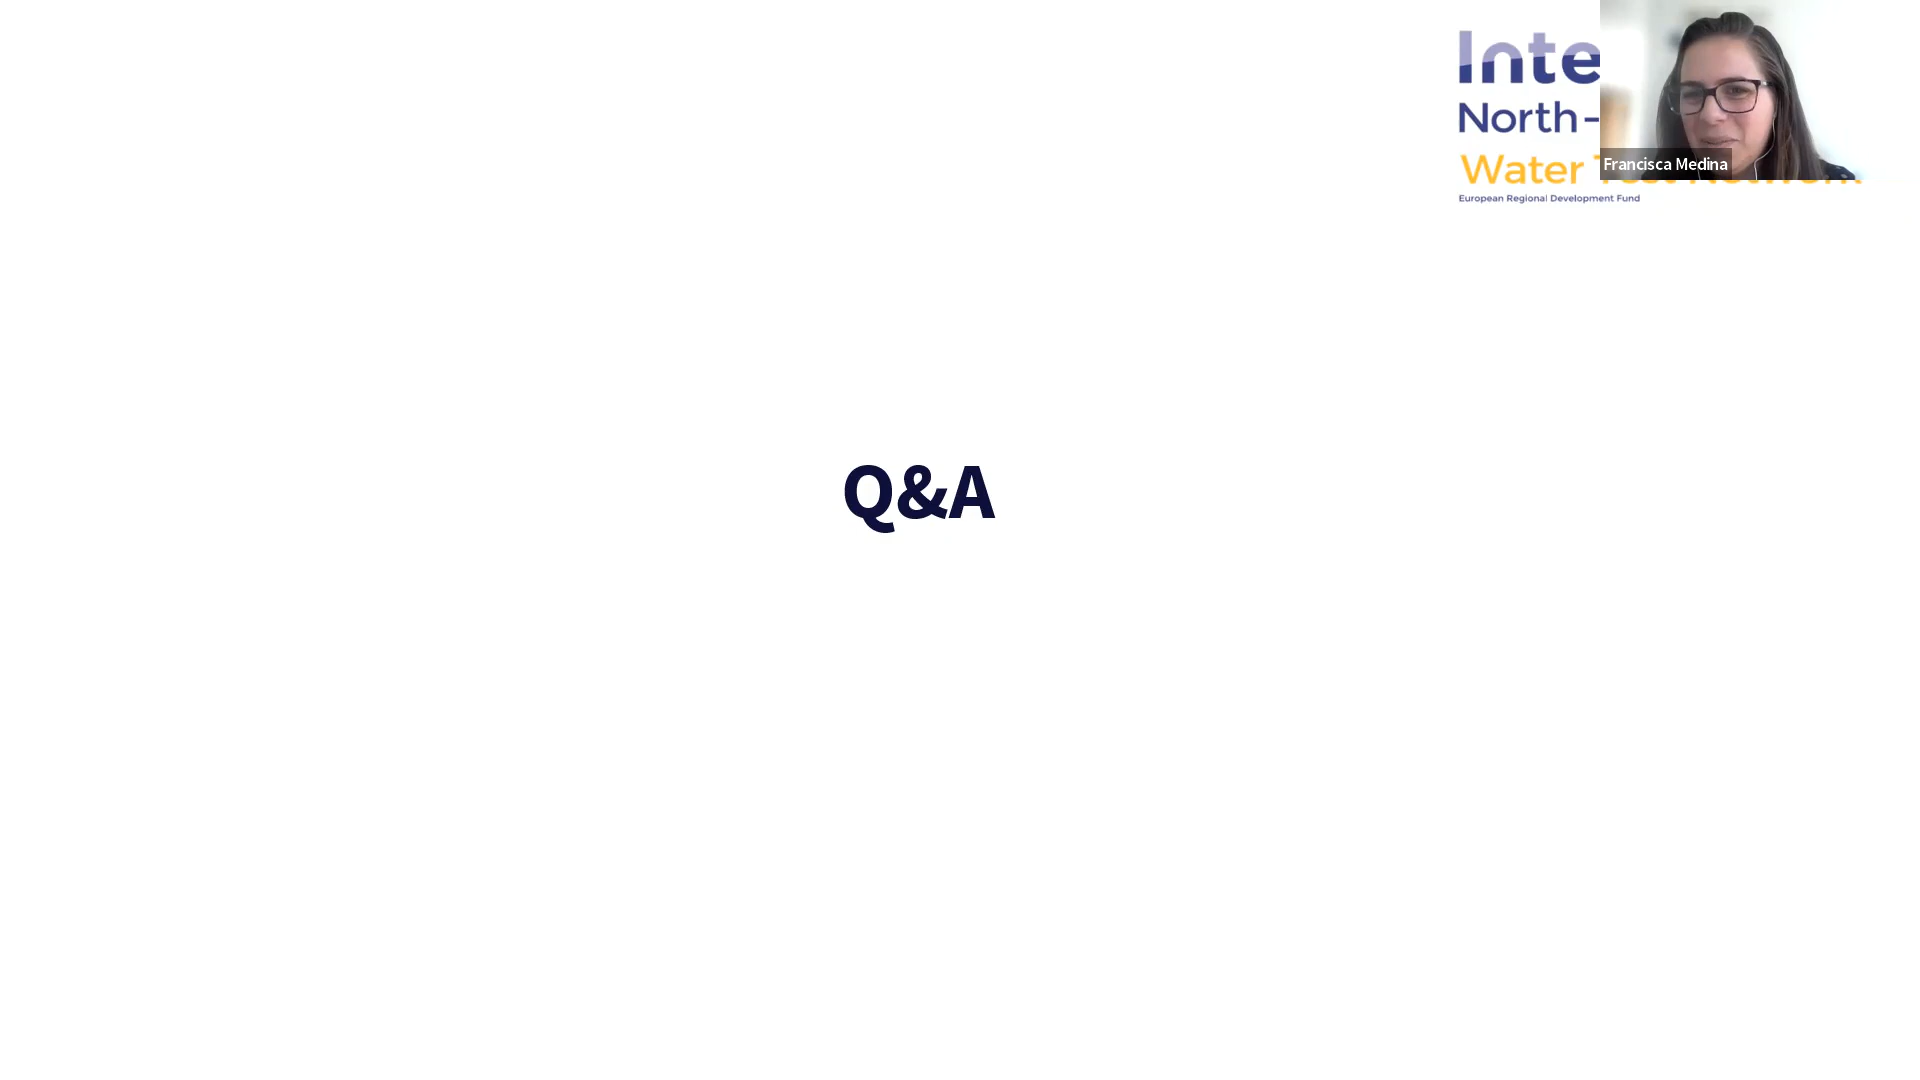 Inte
North-
Water
Francisca Medina
European Regional Development Fund
Q&A